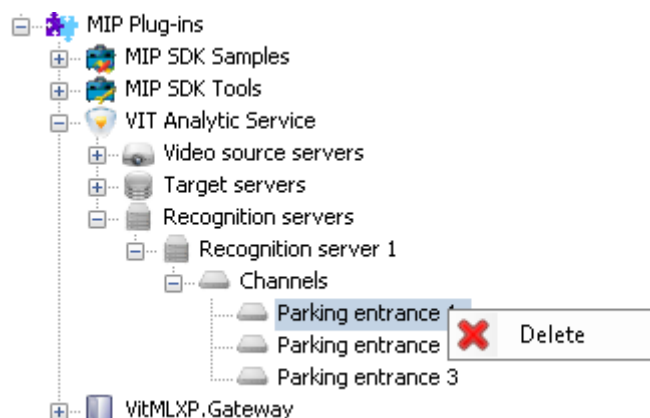 MIP Plug-ins
MIP SDK Samples
MIP SDK Tools
VIT Analytic Service
Video source servers
Target servers
Recognition servers
Recognition server 1
Channels
Parking entrance
Delete
Parking entrance
Parking entrance 3
VitMLXP.Gateway